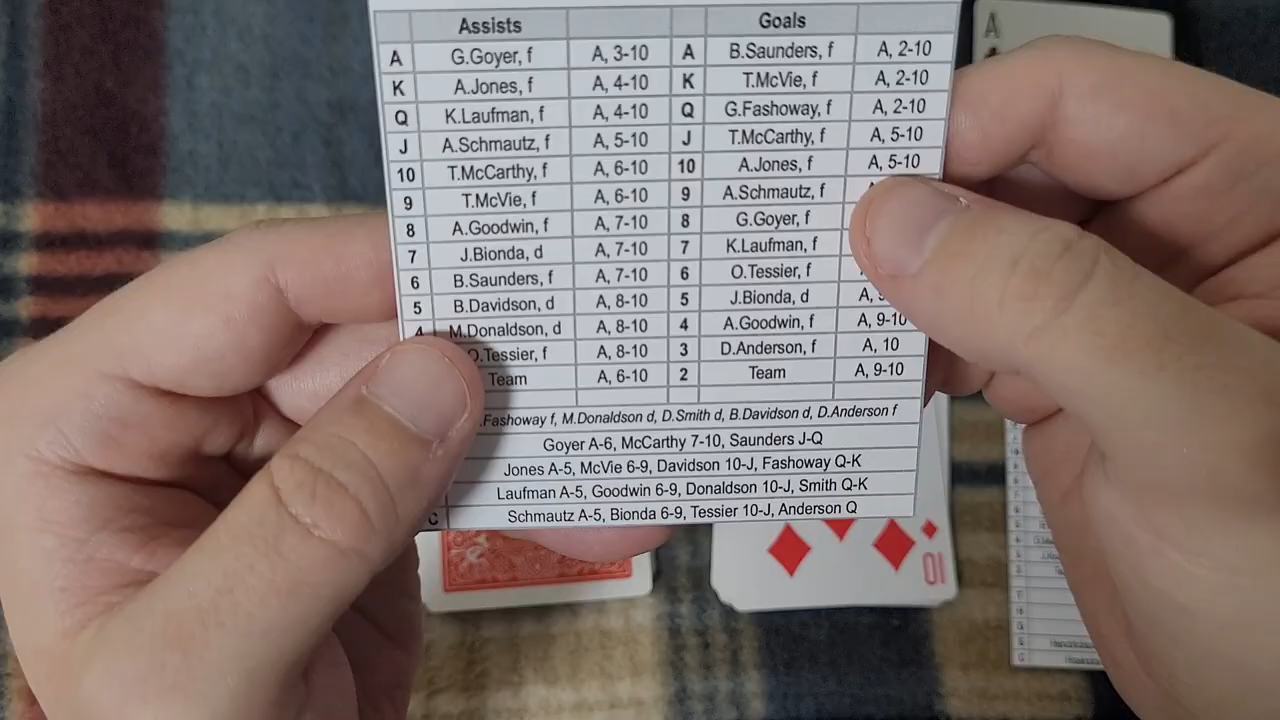 Assists Goals
A G.Goyer, f A, 3-10 A B.Saunders, f A, 2-10
K A.Jones, f A, 4-10 K T.McVie, f A, 2-10
Q K.Laufman, f A, 4-10 Q G.Fashoway, f A, 2-10
J A.Schmautz, f A, 5-10 J T.McCarthy, f A, 5-10
10 T.McCarthy, f A, 6-10 10 A.Jones, f A, 5-10
9 T.McVie, f A, 6-10 9 A.Schmautz, f
8 A.Goodwin, f A, 7-10 8 G.Goyer, f
7 J.Bionda, d A, 7-10 7 K.Laufman, f
6 B.Saunders, f A, 7-10 6 O.Tessier, f
5 B.Davidson, d A, 8-10 5 J.Bionda, d A,
4 M.Donaldson, d A, 8-10 4 A.Goodwin, f A, 9-10
O.Tessier, f A, 8-10 3 D.Anderson, f A, 10
Team A, 6-10 2 Team A, 9-10
.Fashoway f, M.Donaldson d, D.Smith d, B.Davidson d, D.Anderson f
Goyer A-6, McCarthy 7-10, Saunders J-Q
Jones A-5, McVie 6-9, Davidson 10-J, Fashoway Q-K
Laufman A-5, Goodwin 6-9, Donaldson 10-J, Smith Q-K
C Schmautz A-5, Bionda 6-9, Tessier 10-J, Anderson Q
A
10